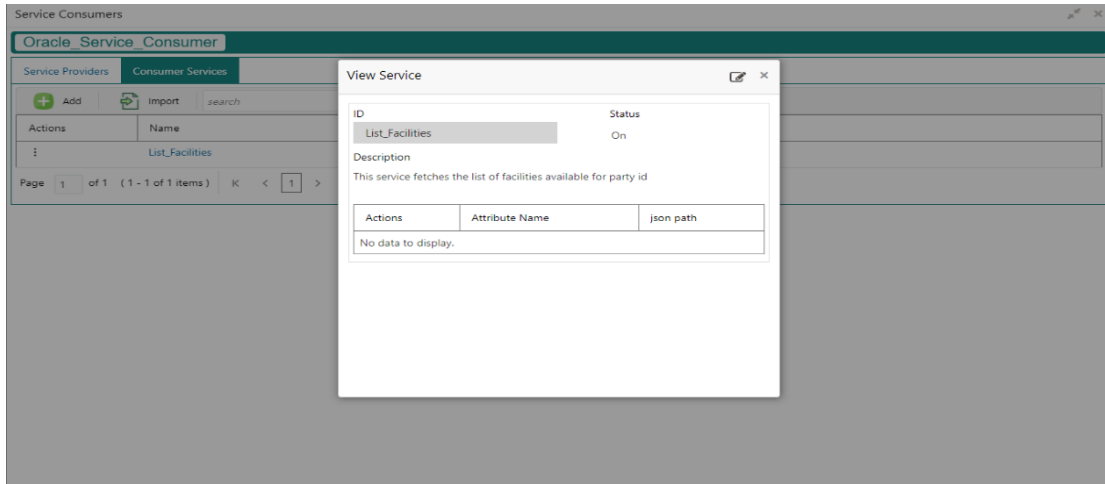 Service Consumers
Oracle_Service_Consumer
Service Providers Consumer Services
Add Import search
Actions Name
List_Facilities
Page 1 of 1 (1 - 1 of 1 items) K < 1 >
View Service
ID Status
List_Facilities On
Description
This service fetches the list of facilities available for party id
Actions Attribute Name json path
No data to display.